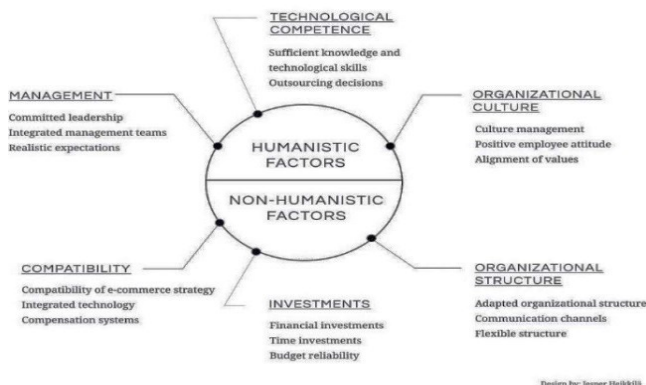 TECHNOLOGICAL
COMPETENCE
Sufficient knowledge and
technological skills
Outsourcing decisions
MANAGEMENT
Committed leadership
Integrated management teams
Realistic expectations
ORGANIZATIONAL
CULTURE
Culture management
Positive employee attitude
Alignment of values
HUMANISTIC
FACTORS
NON-HUMANISTIC
FACTORS
COMPATIBILITY
Compatibility of e-commerce strategy
Integrated technology
Compensation systems
INVESTMENTS
Financial investments
Time investments
Budget reliability
ORGANIZATIONAL
STRUCTURE
Adapted organizational structure
Communication channels
Flexible structure
Design by: Jesper Heikkilä